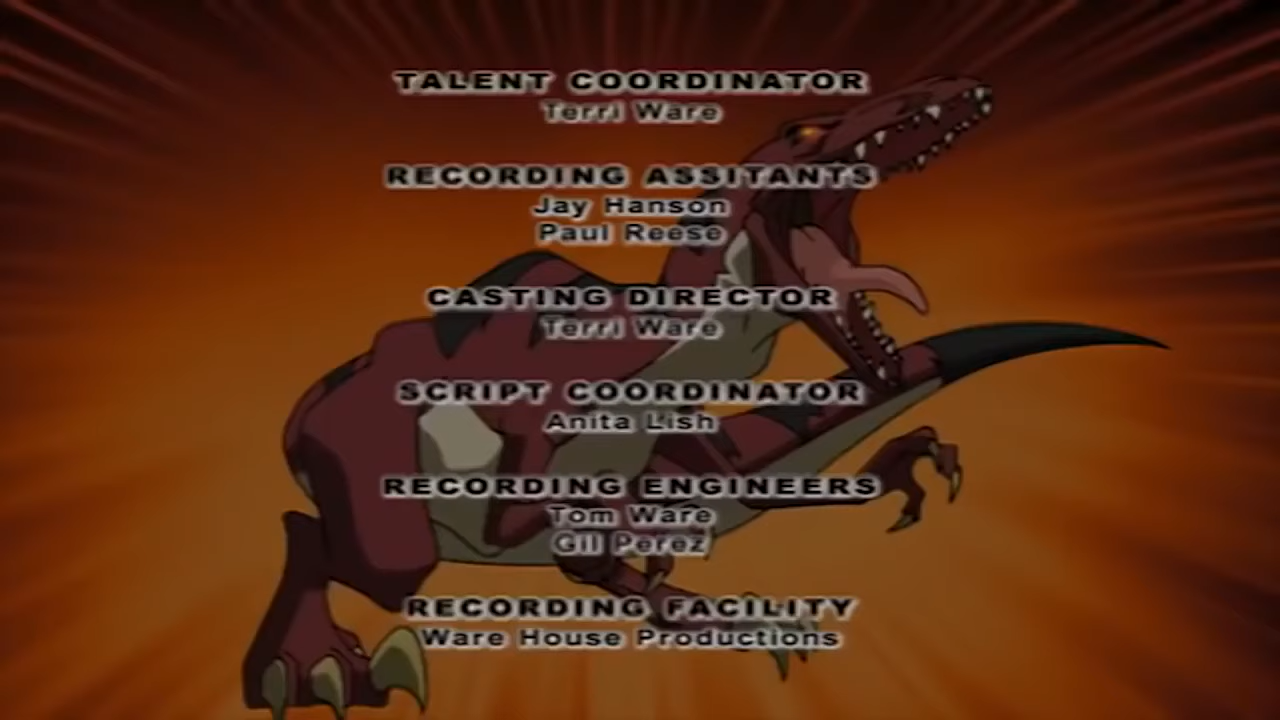 TALENT COORDINATOR
Terri Ware
RECORDING ASSITANTS
Jay Hanson
Paul Reese
CASTING DIRECTOR
Terri Ware
SCRIPT COORDINATOR
Anita Lish
RECORDING ENGINEERS
Tom Ware
Gil Perez
RECORDING FACILITY
Ware House Productions